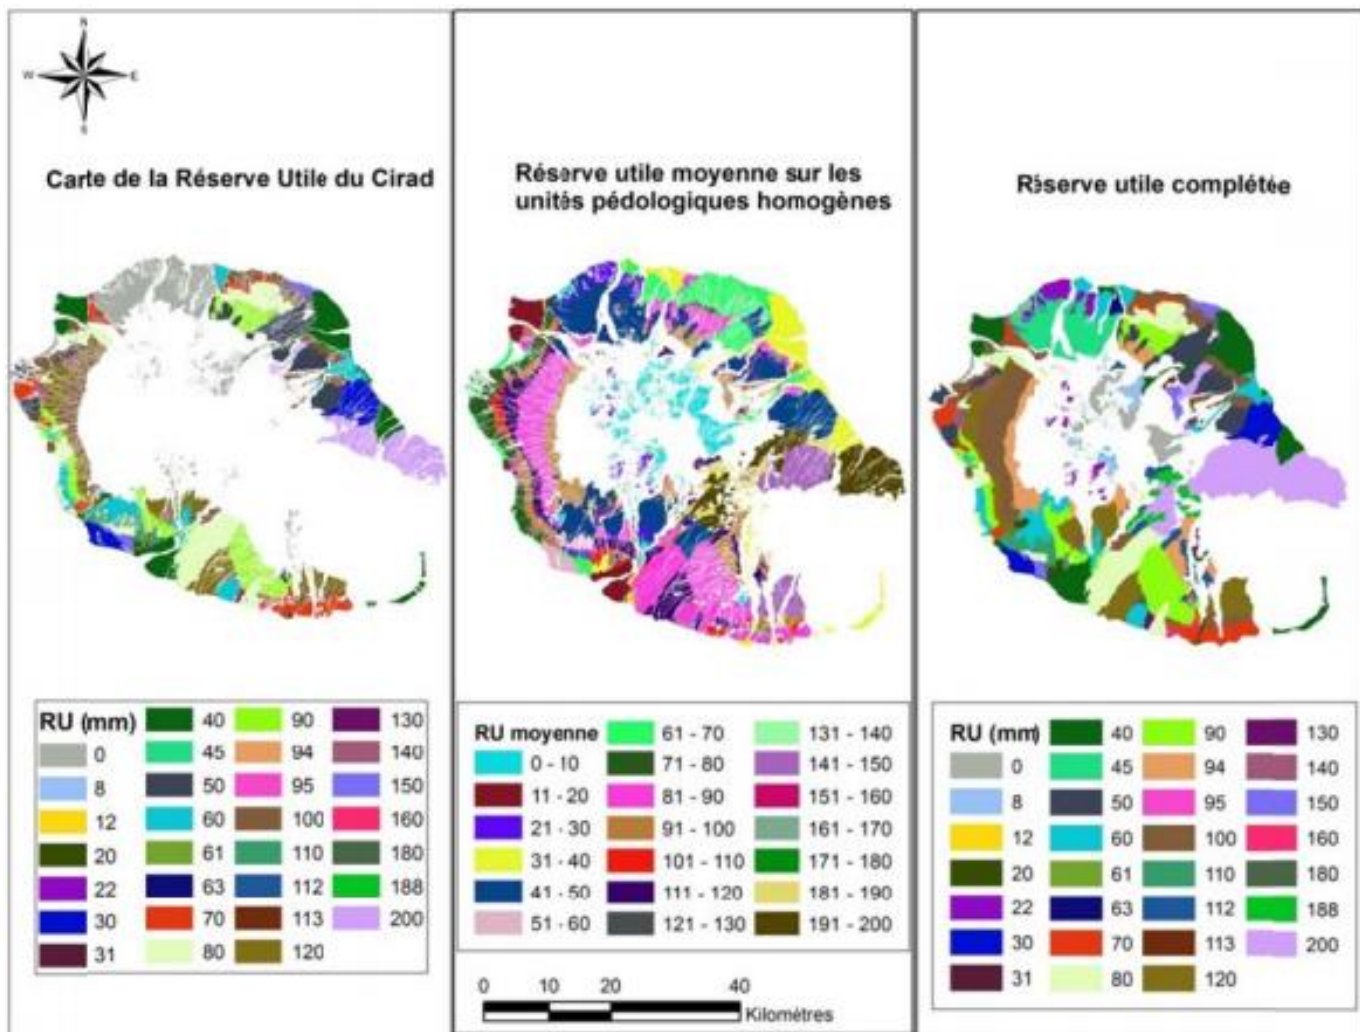 N
W
E
S
Carte de la Réserve Utile du Cirad
RU (mm)
0
8
12
20
22
30
31
40
45
50
60
61
63
70
80
90
94
95
100
110
112
113
120
130
140
150
160
180
188
200
Réserve utile moyenne sur les
unités pédologiques homogènes
RU moyenne
0 - 10
11 - 20
21 - 30
31 - 40
41 - 50
51 - 60
61 - 70
71 - 80
81 - 90
91 - 100
101 - 110
111 - 120
121 - 130
131 - 140
141 - 150
151 - 160
161 - 170
171 - 180
181 - 190
191 - 200
0 10 20 40
Kilométres
Réserve utile complétée
RU (mm)
0
8
12
20
22
30
31
40
45
50
60
61
63
70
80
90
94
95
100
110
112
113
120
130
140
150
160
180
188
200